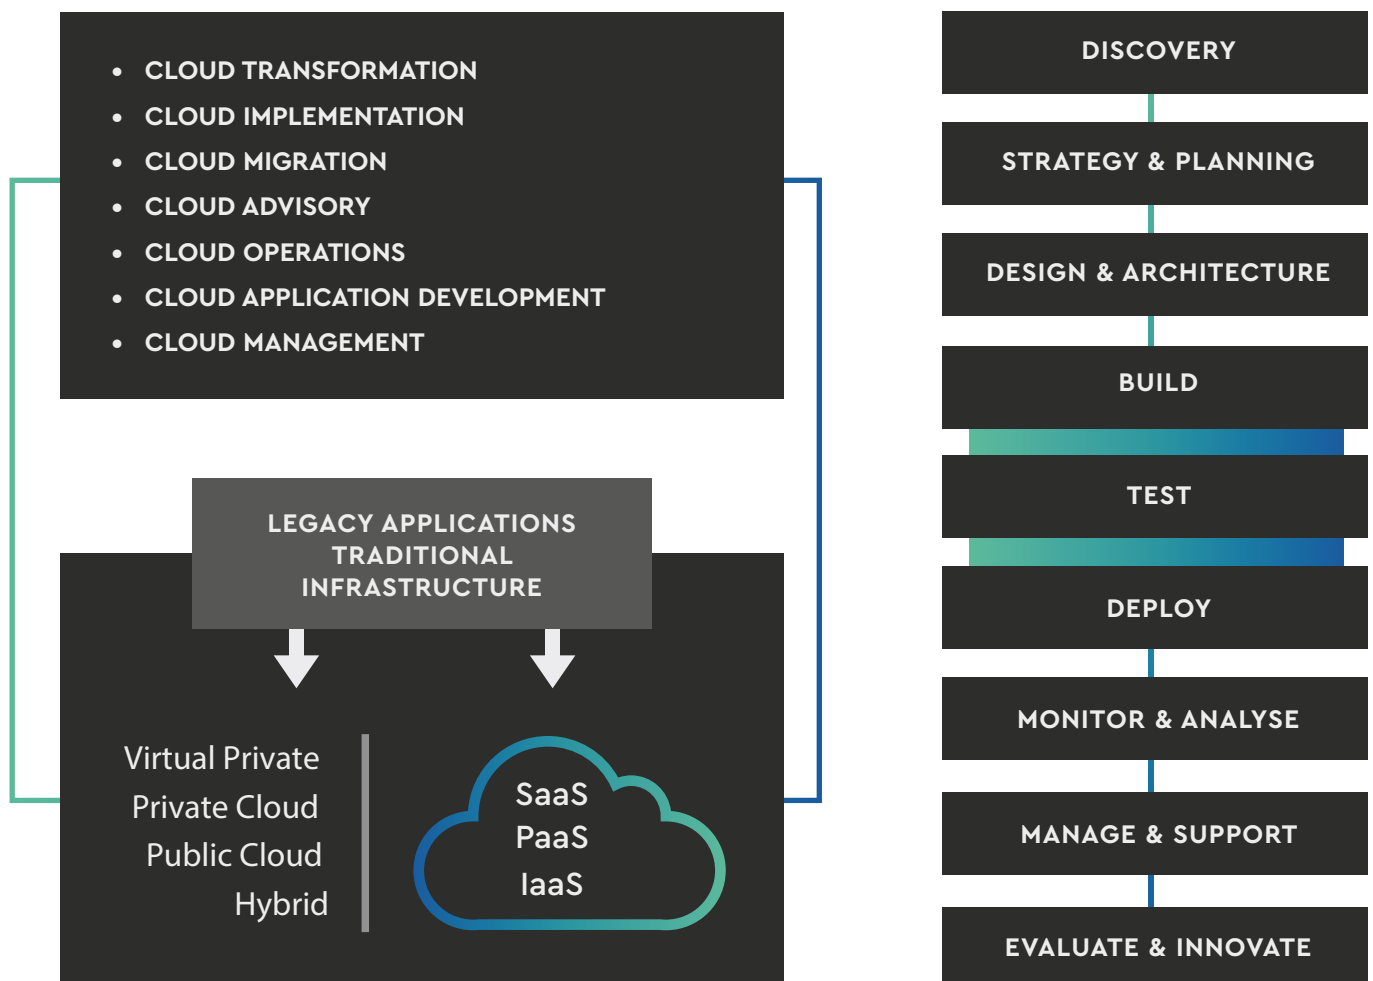 • CLOUD TRANSFORMATION
• CLOUD IMPLEMENTATION
• CLOUD MIGRATION
• CLOUD ADVISORY
• CLOUD OPERATIONS
• CLOUD APPLICATION DEVELOPMENT
• CLOUD MANAGEMENT
LEGACY APPLICATIONS
TRADITIONAL
INFRASTRUCTURE
Virtual Private
Private Cloud
Public Cloud
Hybrid
SaaS
PaaS
IaaS
DISCOVERY
STRATEGY & PLANNING
DESIGN & ARCHITECTURE
BUILD
TEST
DEPLOY
MONITOR & ANALYSE
MANAGE & SUPPORT
EVALUATE & INNOVATE